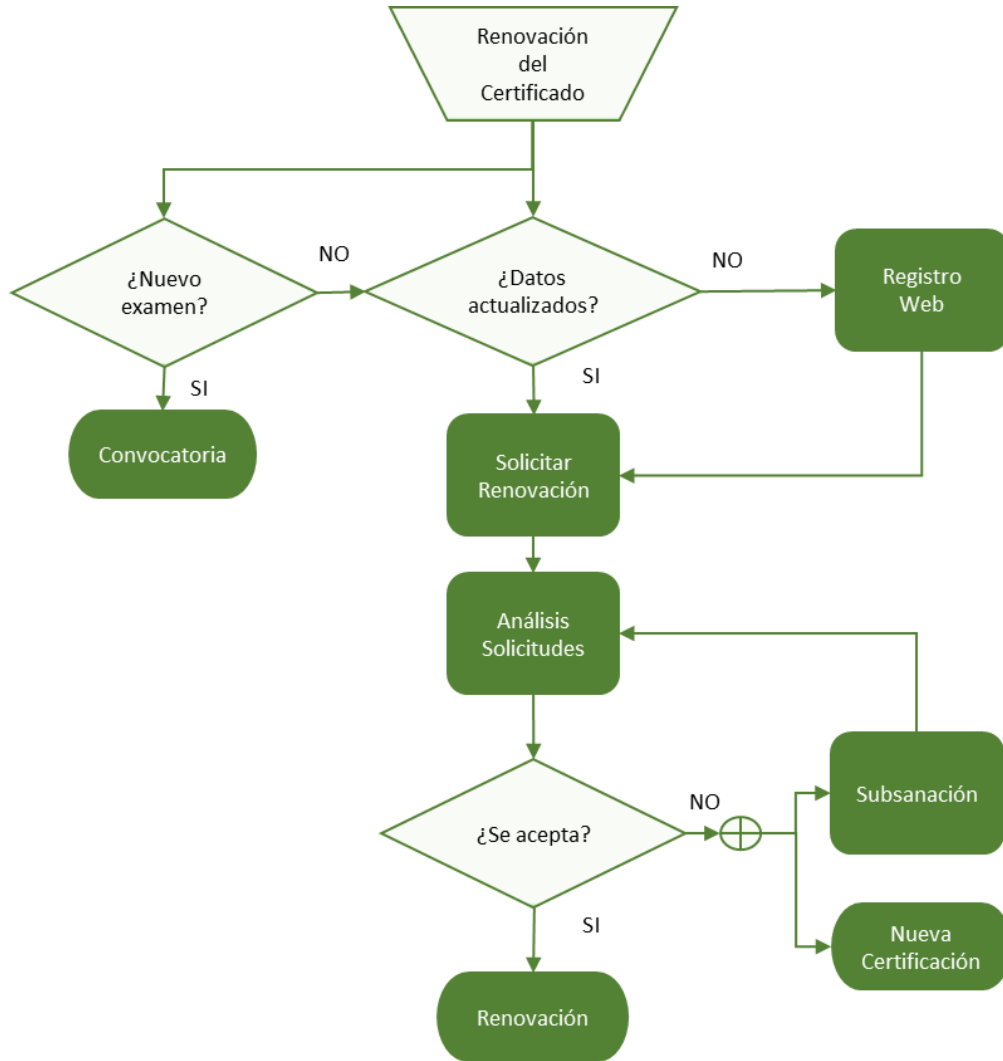 Renovación
del
Certificado
¿Nuevo
examen?
NO
¿Datos
actualizados?
NO
Registro
Web
SI
SI
Convocatoria
Solicitar
Renovación
Análisis
Solicitudes
¿Se acepta?
NO
Subsanación
SI
Nueva
Certificación
Renovación